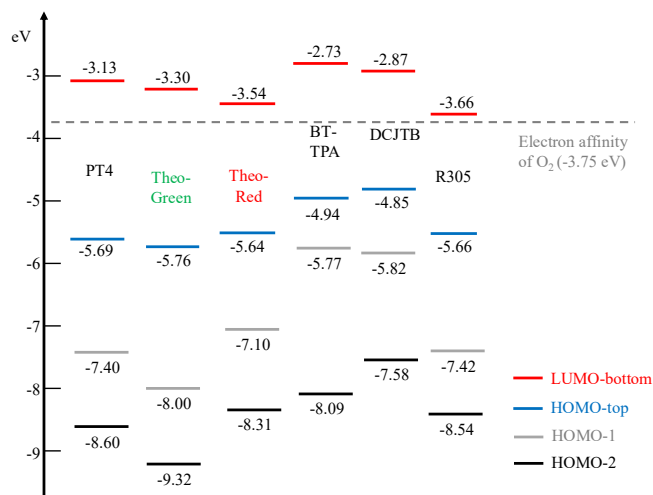 eV
-3
-4
-5
-6
-7
-8
-9
-3.13
-3.30
-3.54
-2.73
-2.87
-3.66
PT4
Theo-
Green
Theo-
Red
BT-
TPA
DCJTB
R305
Electron affinity
of O₂ (-3.75 eV)
-5.69
-5.76
-5.64
-4.94
-4.85
-5.66
-7.40
-8.00
-7.10
-5.77
-5.82
-7.42
-8.60
-9.32
-8.31
-8.09
-7.58
-8.54
LUMO-bottom
HOMO-top
HOMO-1
HOMO-2